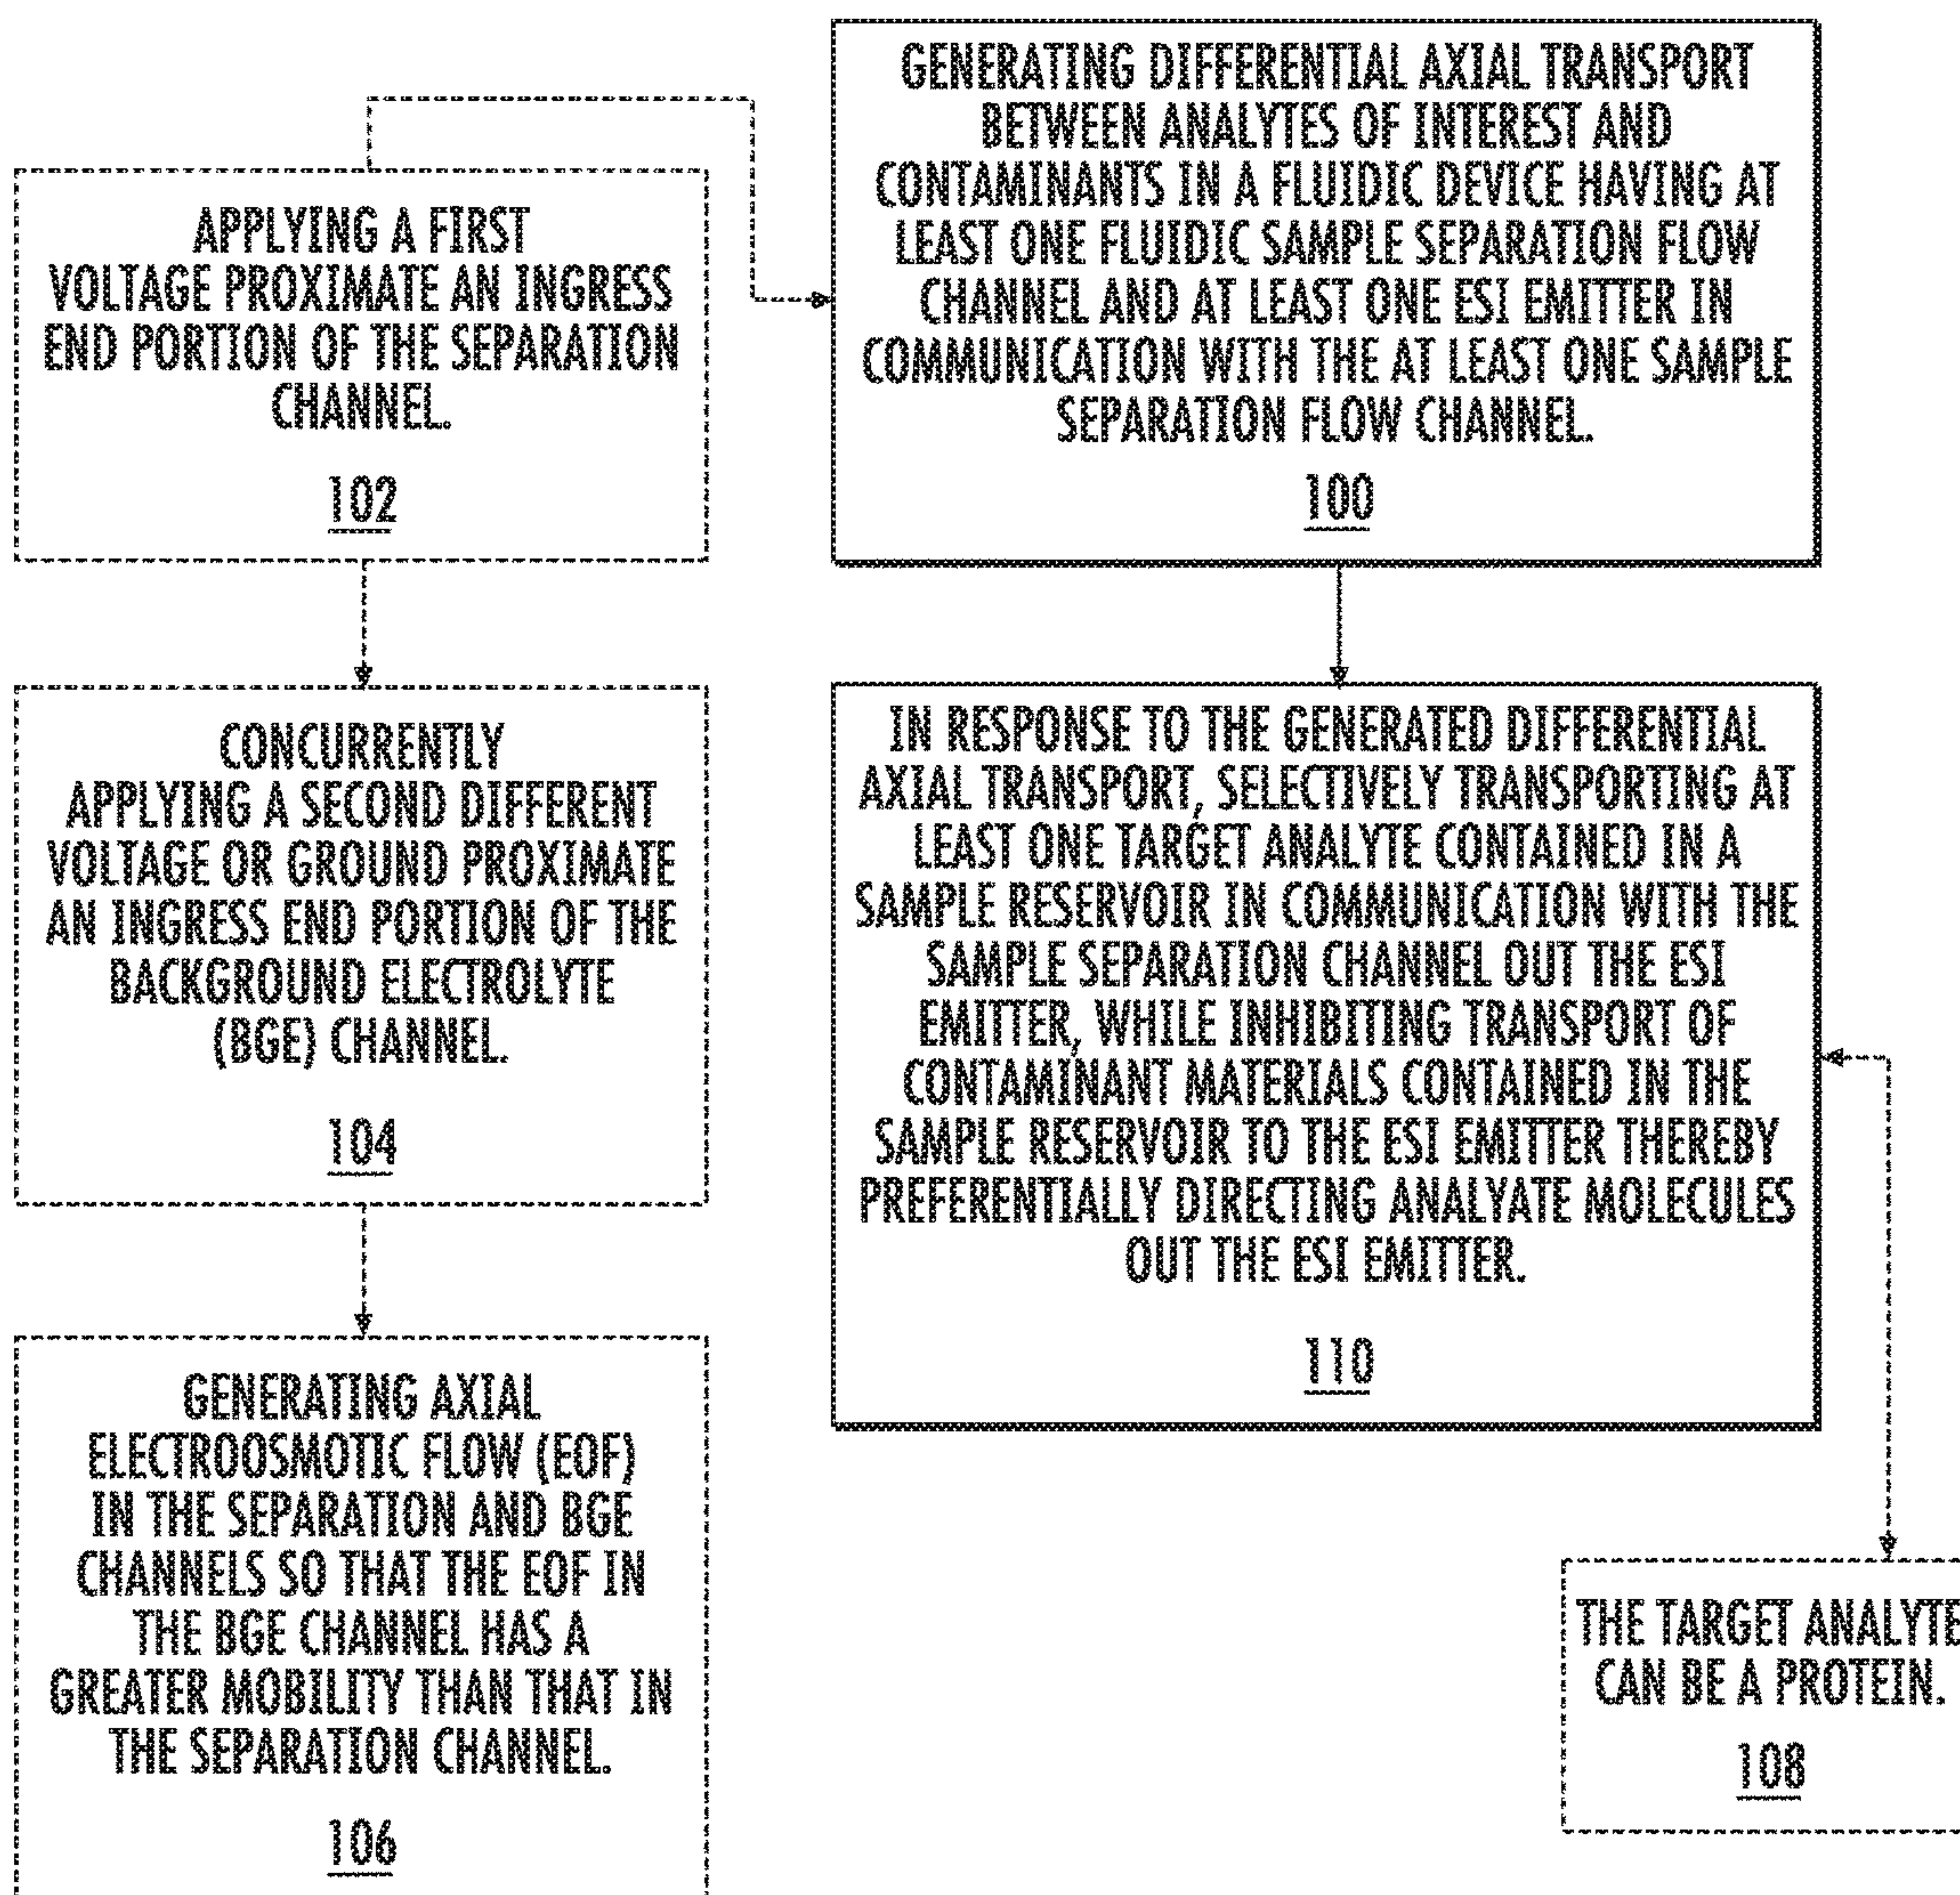 APPLYING A FIRST
VOLTAGE PROXIMATE AN INGRESS
END PORTION OF THE SEPARATION
CHANNEL.
102
CONCURRENTLY
APPLYING A SECOND DIFFERENT
VOLTAGE OR GROUND PROXIMATE
AN INGRESS END PORTION OF THE
BACKGROUND ELECTROLYTE
(BGE) CHANNEL.
104
GENERATING AXIAL
ELECTROOSMOTIC FLOW (EOF)
IN THE SEPARATION AND BGE
CHANNELS SO THAT THE EOF IN
THE BGE CHANNEL HAS A
GREATER MOBILITY THAN THAT IN
THE SEPARATION CHANNEL.
106
GENERATING DIFFERENTIAL AXIAL TRANSPORT
BETWEEN ANALYTES OF INTEREST AND
CONTAMINANTS IN A FLUIDIC DEVICE HAVING AT
LEAST ONE FLUIDIC SAMPLE SEPARATION FLOW
CHANNEL AND AT LEAST ONE ESI EMITTER IN
COMMUNICATION WITH THE AT LEAST ONE SAMPLE
SEPARATION FLOW CHANNEL.
100
IN RESPONSE TO THE GENERATED DIFFERENTIAL
AXIAL TRANSPORT, SELECTIVELY TRANSPORTING AT
LEAST ONE TARGET ANALYTE CONTAINED IN A
SAMPLE RESERVOIR IN COMMUNICATION WITH THE
SAMPLE SEPARATION CHANNEL OUT THE ESI
EMITTER, WHILE INHIBITING TRANSPORT OF
CONTAMINANT MATERIALS CONTAINED IN THE
SAMPLE RESERVOIR TO THE ESI EMITTER THEREBY
PREFERENTIALLY DIRECTING ANALYATE MOLECULES
OUT THE ESI EMITTER.
110
THE TARGET ANALYTE
CAN BE A PROTEIN.
108